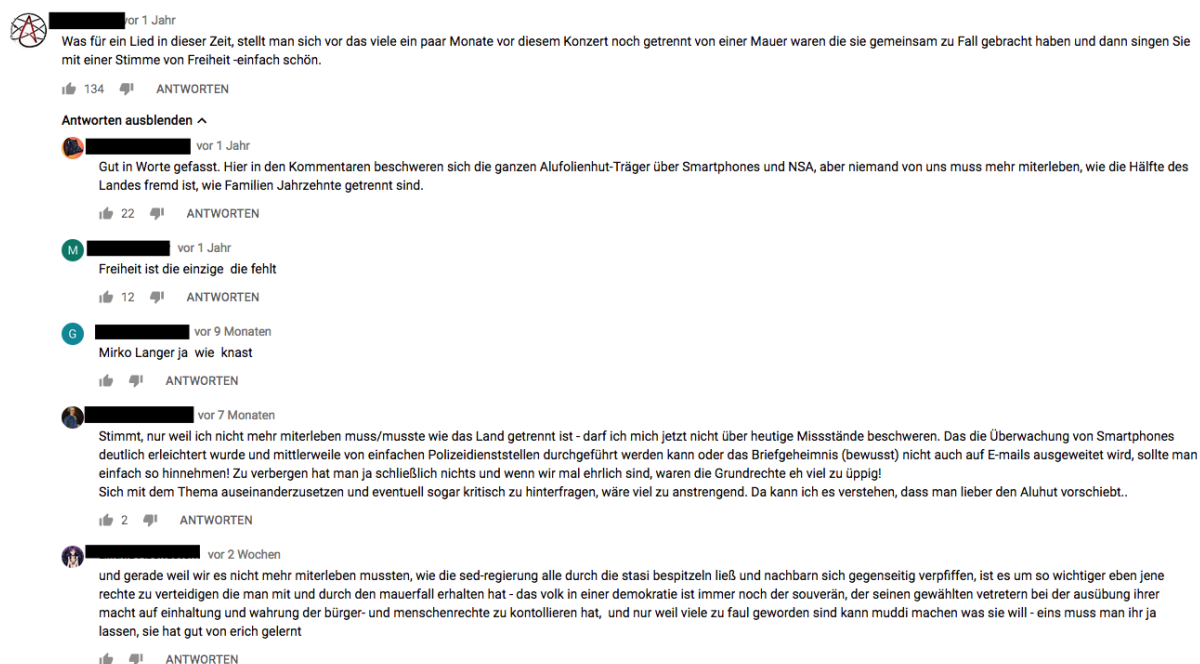 vor 1 Jahr
Was für ein Lied in dieser Zeit, stellt man sich vor das viele ein paar Monate vor diesem Konzert noch getrennt von einer Mauer waren die sie gemeinsam zu Fall gebracht haben und dann singen Sie
mit einer Stimme von Freiheit -einfach schön.
134 ANTWORTEN
Antworten ausblenden
vor 1 Jahr
Gut in Worte gefasst. Hier in den Kommentaren beschweren sich die ganzen Alufolienhut-Träger über Smartphones und NSA, aber niemand von uns muss mehr miterleben, wie die Hälfte des
Landes fremd ist, wie Familien Jahrzehnte getrennt sind.
22 ANTWORTEN
M
vor 1 Jahr
Freiheit ist die einzige die fehlt
12 ANTWORTEN
G
vor 9 Monaten
Mirko Langer ja wie knast
ANTWORTEN
vor 7 Monaten
Stimmt, nur weil ich nicht mehr miterleben muss/musste wie das Land getrennt ist - darf ich mich jetzt nicht über heutige Missstände beschweren. Das die Überwachung von Smartphones
deutlich erleichtert wurde und mittlerweile von einfachen Polizeidienststellen durchgeführt werden kann oder das Briefgeheimnis (bewusst) nicht auch auf E-mails ausgeweitet wird, sollte man
einfach so hinnehmen! Zu verbergen hat man ja schließlich nichts und wenn wir mal ehrlich sind, waren die Grundrechte eh viel zu üppig!
Sich mit dem Thema auseinanderzusetzen und eventuell sogar kritisch zu hinterfragen, wäre viel zu anstrengend. Da kann ich es verstehen, dass man lieber den Aluhut vorschiebt..
2 ANTWORTEN
vor 2 Wochen
und gerade weil wir es nicht mehr miterleben mussten, wie die sed-regierung alle durch die stasi bespitzeln ließ und nachbarn sich gegenseitig verpfiffen, ist es um so wichtiger eben jene
rechte zu verteidigen die man mit und durch den mauerfall erhalten hat - das volk in einer demokratie ist immer noch der souverän, der seinen gewählten vetretern bei der ausübung ihrer
macht auf einhaltung und wahrung der bürger- und menschenrechte zu kontollieren hat, und nur weil viele zu faul geworden sind kann muddi machen was sie will - eins muss man ihr ja
lassen, sie hat gut von erich gelernt
ANTWORTEN